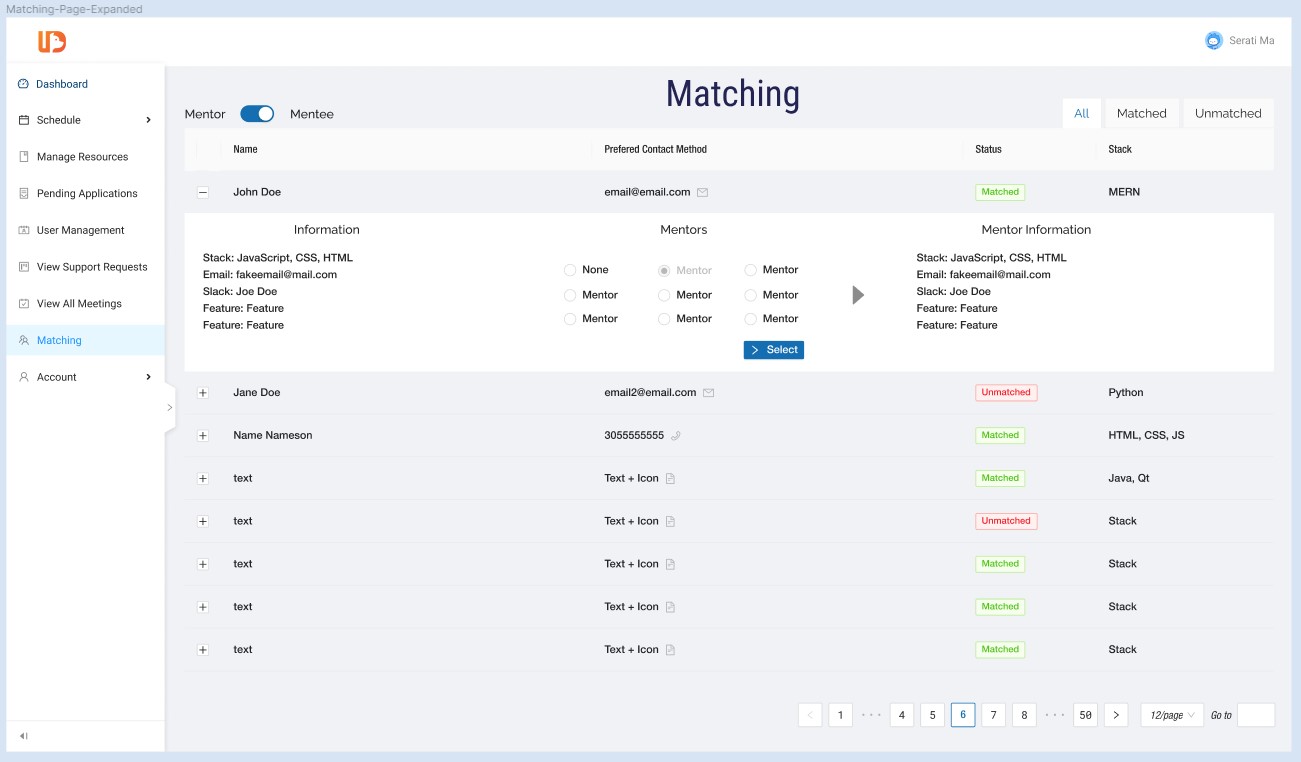 Matching-Page-Expanded
Serati Ma
Dashboard
Schedule
Manage Resources
Pending Applications
User Management
View Support Requests
View All Meetings
Matching
Account
Matching
Mentor Mentee
All Matched Unmatched
Name Prefered Contact Method Status Stack
John Doe email@email.com Matched MERN
Information Mentors Mentor Information
Stack: JavaScript, CSS, HTML
Email: fakeemail@mail.com
Slack: Joe Doe
Feature: Feature
Feature: Feature
None Mentor Mentor
Mentor Mentor Mentor
Mentor Mentor Mentor
Select
Stack: JavaScript, CSS, HTML
Email: fakeemail@mail.com
Slack: Joe Doe
Feature: Feature
Feature: Feature
Jane Doe email2@email.com Unmatched Python
Name Nameson 3055555555 Matched HTML, CSS, JS
text Text + Icon Matched Java, Qt
text Text + Icon Unmatched Stack
text Text + Icon Matched Stack
text Text + Icon Matched Stack
text Text + Icon Matched Stack
1 ··· 4 5 6 7 8 ··· 50 12/page Go to